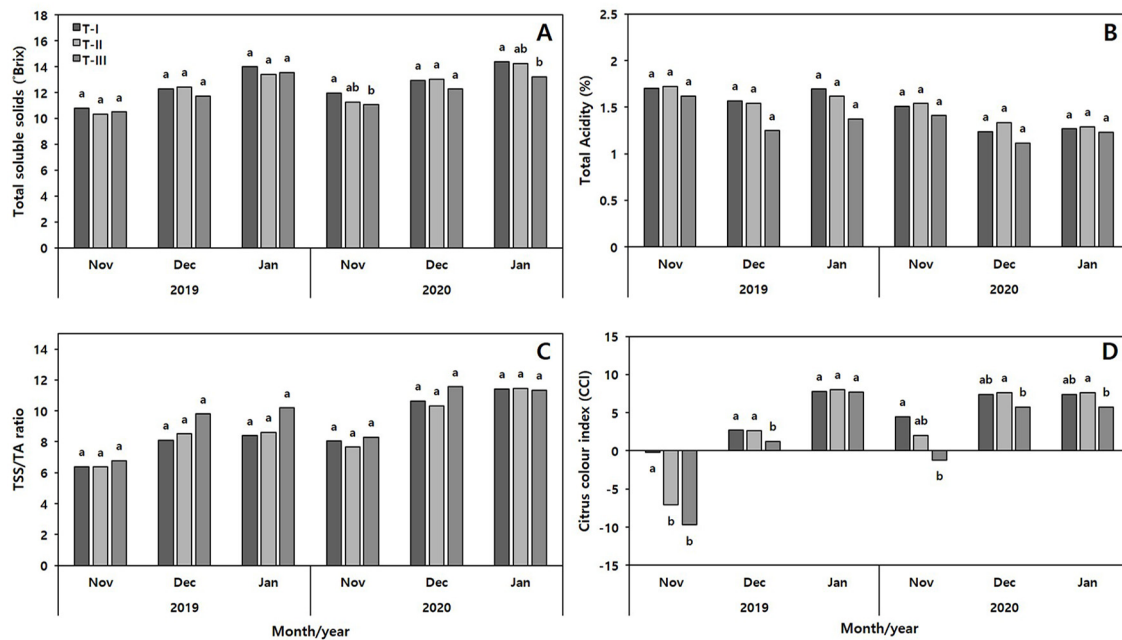 A
Total soluble solids (°Brix)
18
16
14
12
10
8
6
4
2
0
T-I
T-II
T-III
a a a
a a a
a a a
a ab b
a a a
a ab b
Nov Dec Jan Nov Dec Jan
2019 2020
B
Total Acidity (%)
2.5
2
1.5
1
0.5
0
a a a
a a a
a a a
a a a
a a a
a a a
Nov Dec Jan Nov Dec Jan
2019 2020
C
TSS/TA ratio
14
12
10
8
6
4
2
0
a a a
a a a
a a a
a a a
a a a
a a a
Nov Dec Jan Nov Dec Jan
2019 2020
Month/year
D
Citrus colour index (CCI)
15
10
5
0
-5
-10
-15
a b b
a a b
a a a
a ab b
ab a b
ab a b
Nov Dec Jan Nov Dec Jan
2019 2020
Month/year